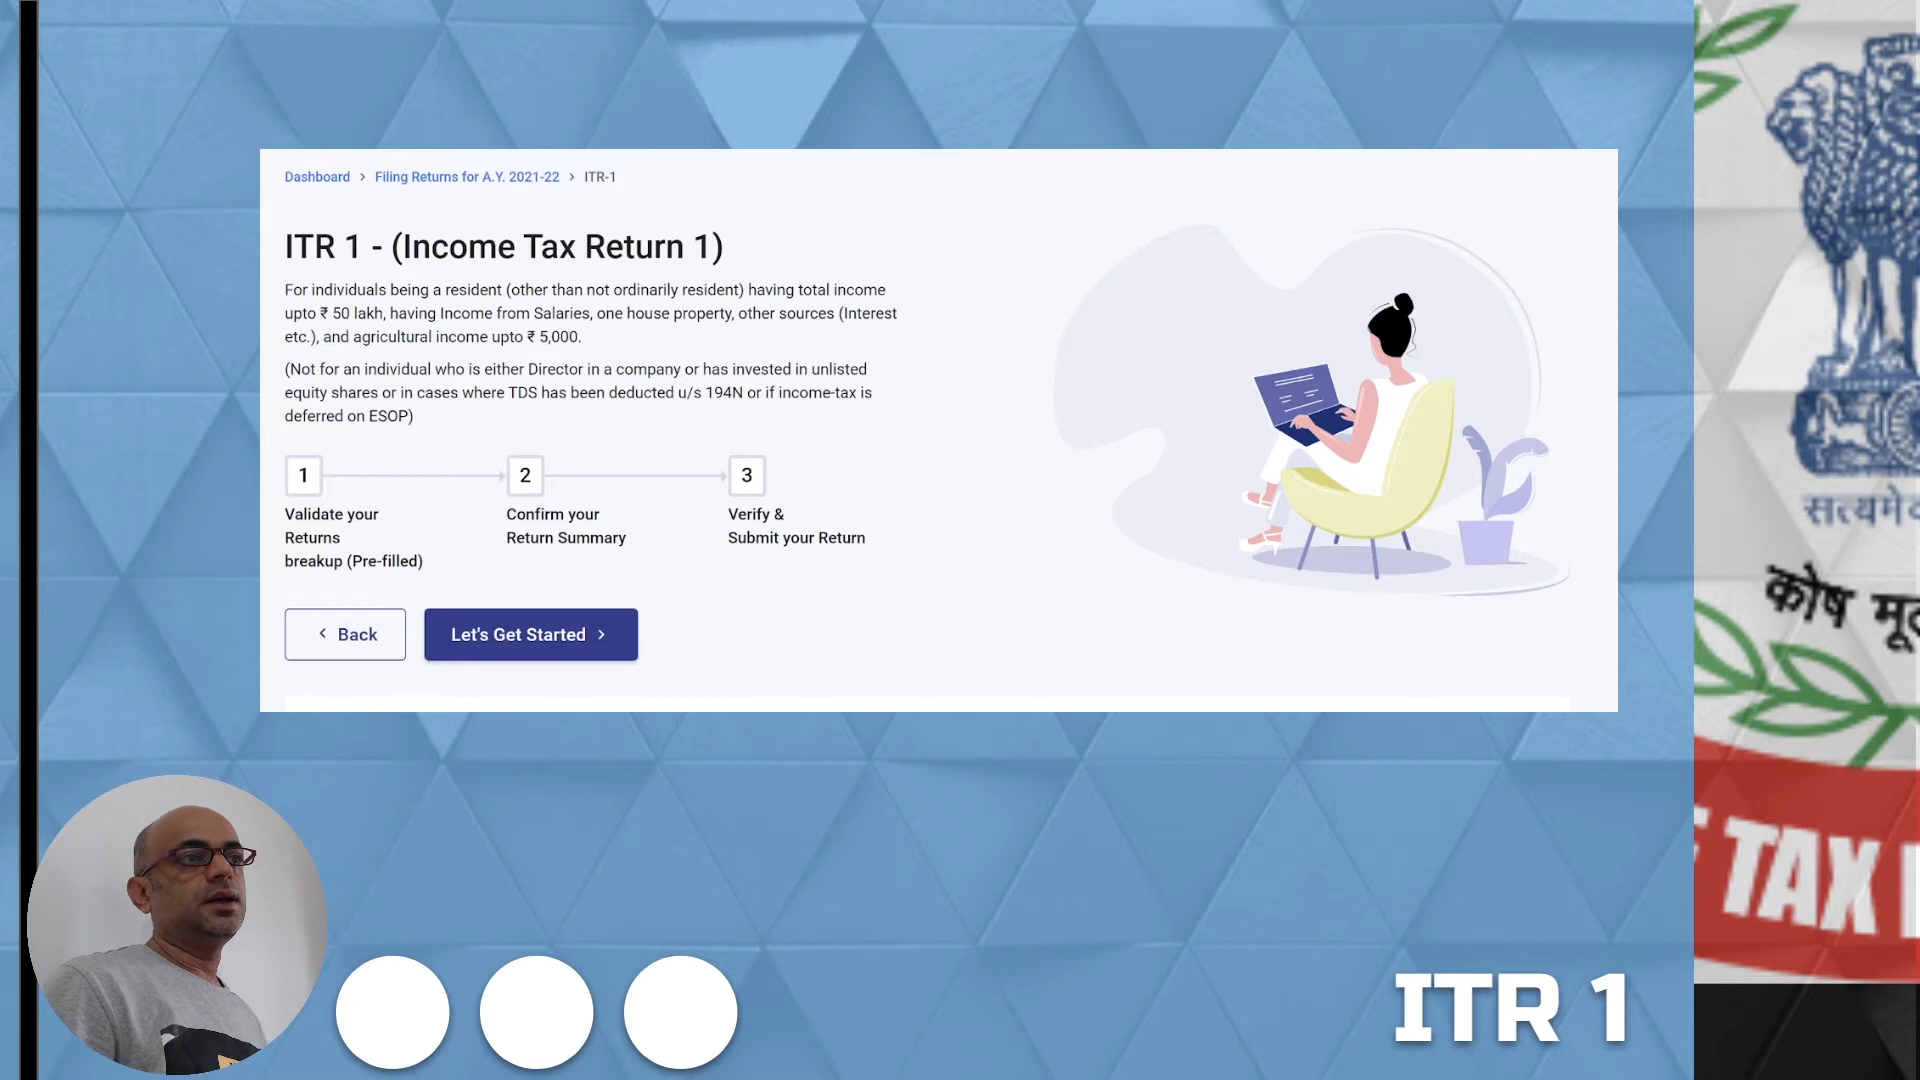 Dashboard > Filing Returns for A.Y. 2021-22 > ITR-1
ITR 1 - (Income Tax Return 1)
For individuals being a resident (other than not ordinarily resident) having total income
upto ₹ 50 lakh, having Income from Salaries, one house property, other sources (Interest
etc.), and agricultural income upto ₹ 5,000.
(Not for an individual who is either Director in a company or has invested in unlisted
equity shares or in cases where TDS has been deducted u/s 194N or if income-tax is
deferred on ESOP)
1 2 3
Validate your
Returns
breakup (Pre-filled)
Confirm your
Return Summary
Verify &
Submit your Return
< Back
Let's Get Started >
कोष
TAX
ITR 1